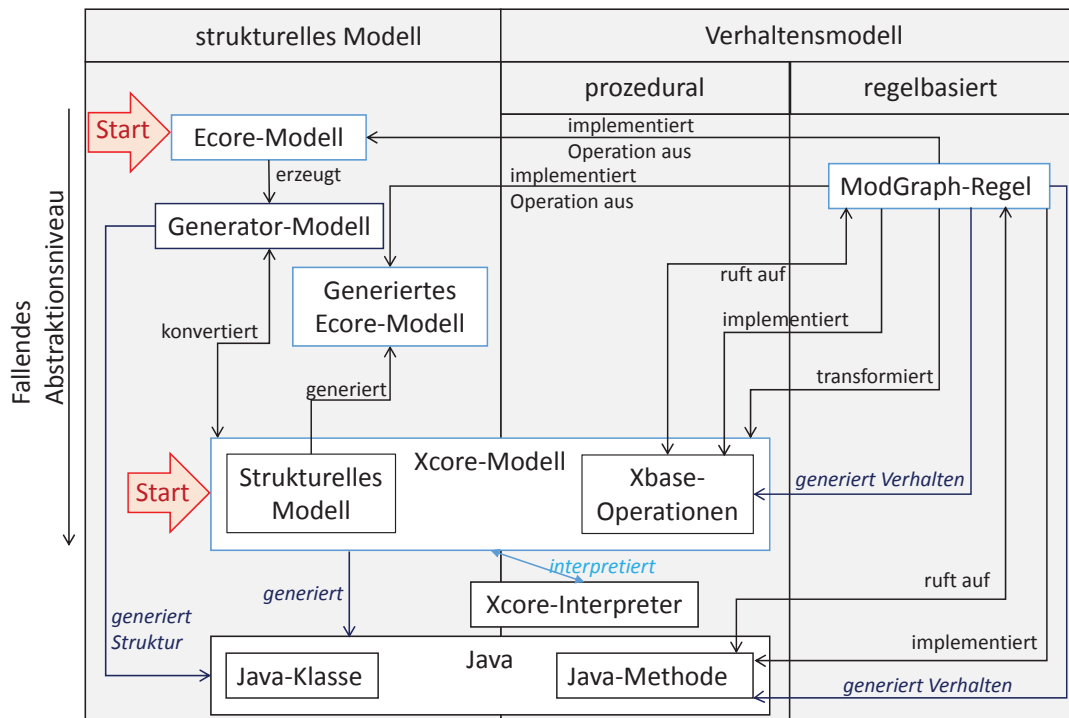 strukturelles Modell
Verhaltensmodell
prozedural
regelbasiert
Fallendes
Abstraktionsniveau
Start
Ecore-Modell
implementiert
Operation aus
erzeugt
implementiert
Operation aus
ModGraph-Regel
Generator-Modell
ruft auf
Generiertes
Ecore-Modell
konvertiert
implementiert
generiert
transformiert
Xcore-Modell
Start
Strukturelles
Modell
Xbase-
Operationen
generiert Verhalten
interpretiert
generiert
Xcore-Interpreter
ruft auf
generiert
Struktur
Java
implementiert
Java-Klasse
Java-Methode
generiert Verhalten